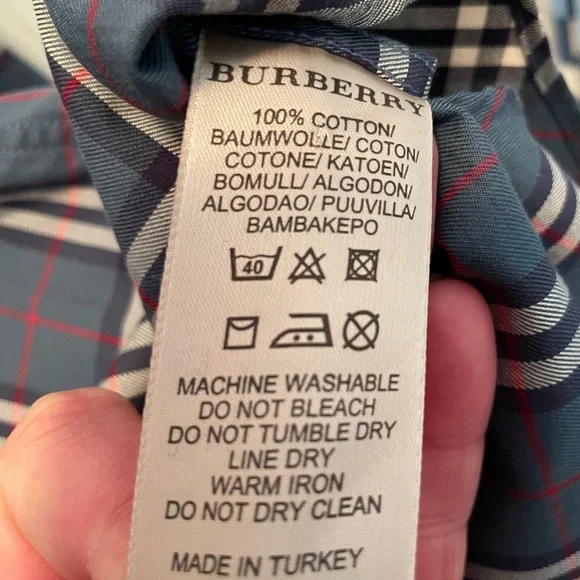 BURBERRY
100% COTTON/
BAUMWOLLE/ COTON/
COTONE/ KATOEN/
BOMULL/ ALGODON/
ALGODAO/ PUUVILLA/
BAMBAKEPO
40
MACHINE WASHABLE
DO NOT BLEACH
DO NOT TUMBLE DRY
LINE DRY
WARM IRON
DO NOT DRY CLEAN
MADE IN TURKEY